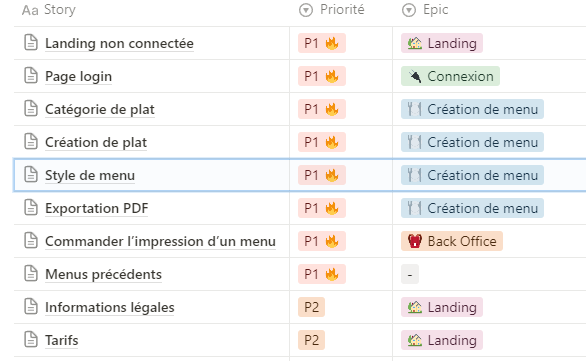 Aa Story Priorité Epic
Landing non connectée P1 🔥 🏡 Landing
Page login P1 🔥 🔌 Connexion
Catégorie de plat P1 🔥 🍴 Création de menu
Création de plat P1 🔥 🍴 Création de menu
Style de menu P1 🔥 🍴 Création de menu
Exportation PDF P1 🔥 🍴 Création de menu
Commander l’impression d’un menu P1 🔥 Back Office
Menus précédents P1 🔥 -
Informations légales P2 🏡 Landing
Tarifs P2 🏡 Landing